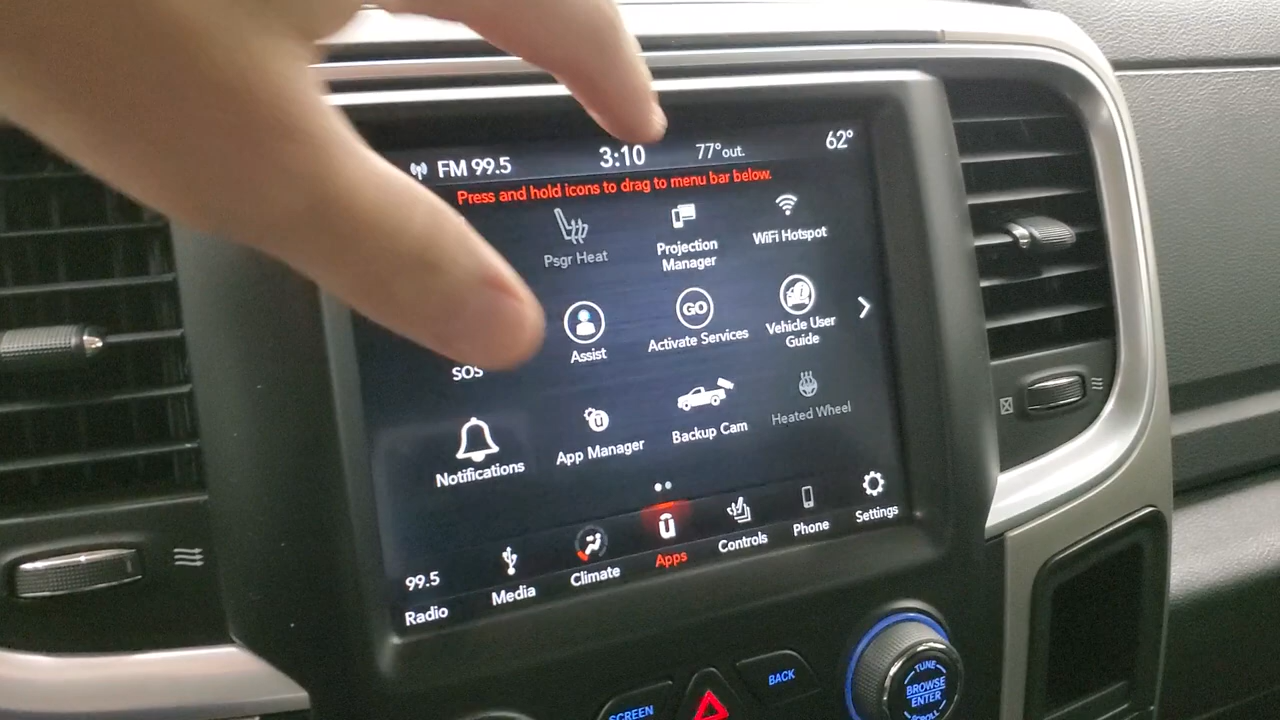 FM 99.5 3:10 77° out. 62°
Press and hold icons to drag to menu bar below.
Psgr Heat
Projection
Manager
WiFi Hotspot
SOS
Assist
GO
Activate Services
Vehicle User
Guide
Notifications
App Manager
Backup Cam
Heated Wheel
99.5
Radio
Media
Climate
Apps
Controls
Phone
Settings
SCREEN
BACK
TUNE
BROWSE
ENTER
SCROLL